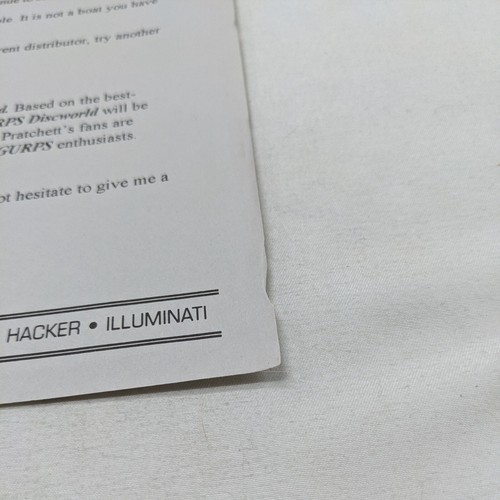 ple. It is not a boat you have
rent distributor, try another
d. Based on the best-
RPS Discworld will be
Pratchett's fans are
GURPS enthusiasts.
ot hesitate to give me a
HACKER • ILLUMINATI